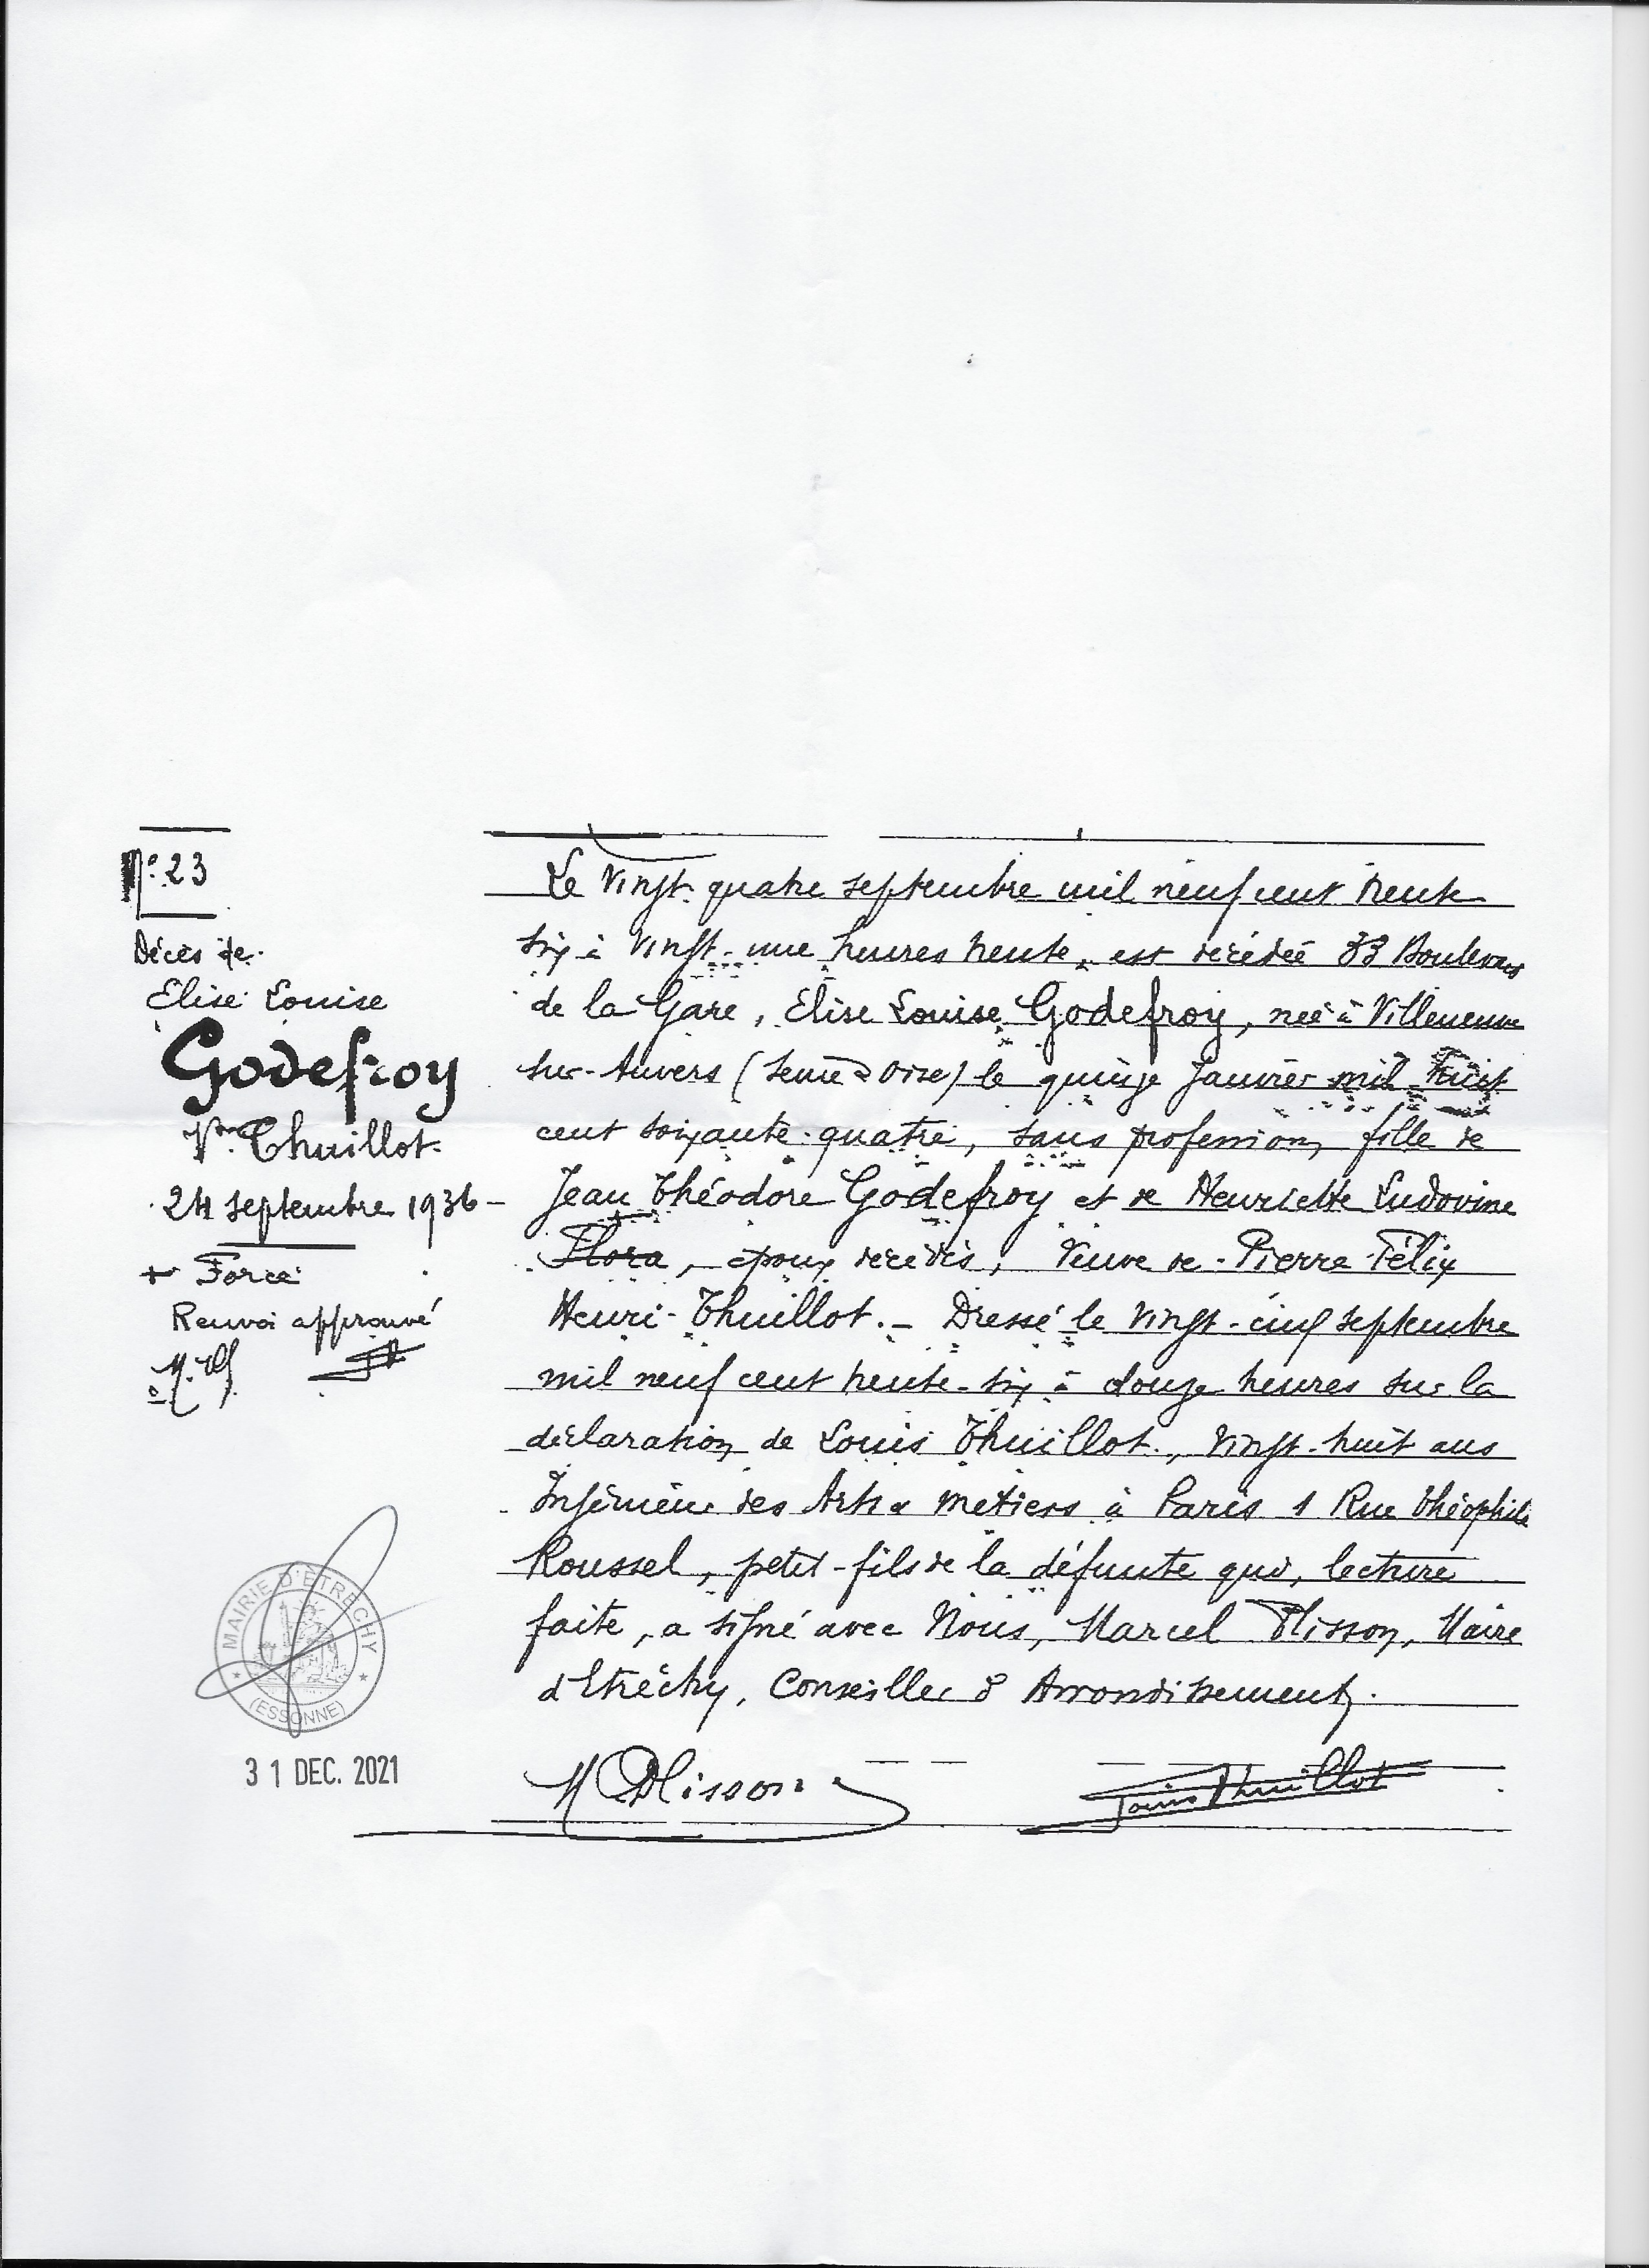 N° 23
Décès de
Elise Louise
Godefroy
Vve Thuillot
24 septembre 1936
+ Force
Renvoi approuvé
Le vingt-quatre septembre mil neuf cent trente
six à vingt-une heures trente, est décédée 33 Boulevard
de la Gare, Elise Louise Godefroy, née à Villeneuve
sur-Auvers (Seine & Oise) le quinze janvier mil huit
cent soixante-quatre, sans profession, fille de
Jean Théodore Godefroy et de Henriette Ludovine
Flora, époux décédés, Veuve de Pierre Félix
Henri Thuillot. - Dressé le vingt-cinq septembre
mil neuf cent trente-six à douze heures sur la
déclaration de Louis Thuillot, vingt-huit ans
Ingénieur des Arts & Métiers à Paris 1 Rue Théophile
Roussel, petit-fils de la défunte qui, lecture
faite, a signé avec Nous, Marcel Plisson, Maire
d'Etréchy, Conseiller d'Arrondissement.
M Plisson
Louis Thuillot
MAIRIE D'ETRECHY
(ESSONNE)
31 DEC. 2021